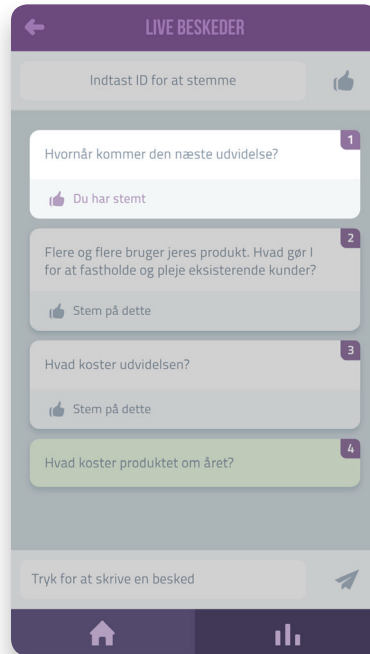 LIVE BESKEDER
Indtast ID for at stemme
1
Hvornår kommer den næste udvidelse?
Du har stemt
2
Flere og flere bruger jeres produkt. Hvad gør I
for at fastholde og pleje eksisterende kunder?
Stem på dette
3
Hvad koster udvidelsen?
Stem på dette
4
Hvad koster produktet om året?
Tryk for at skrive en besked